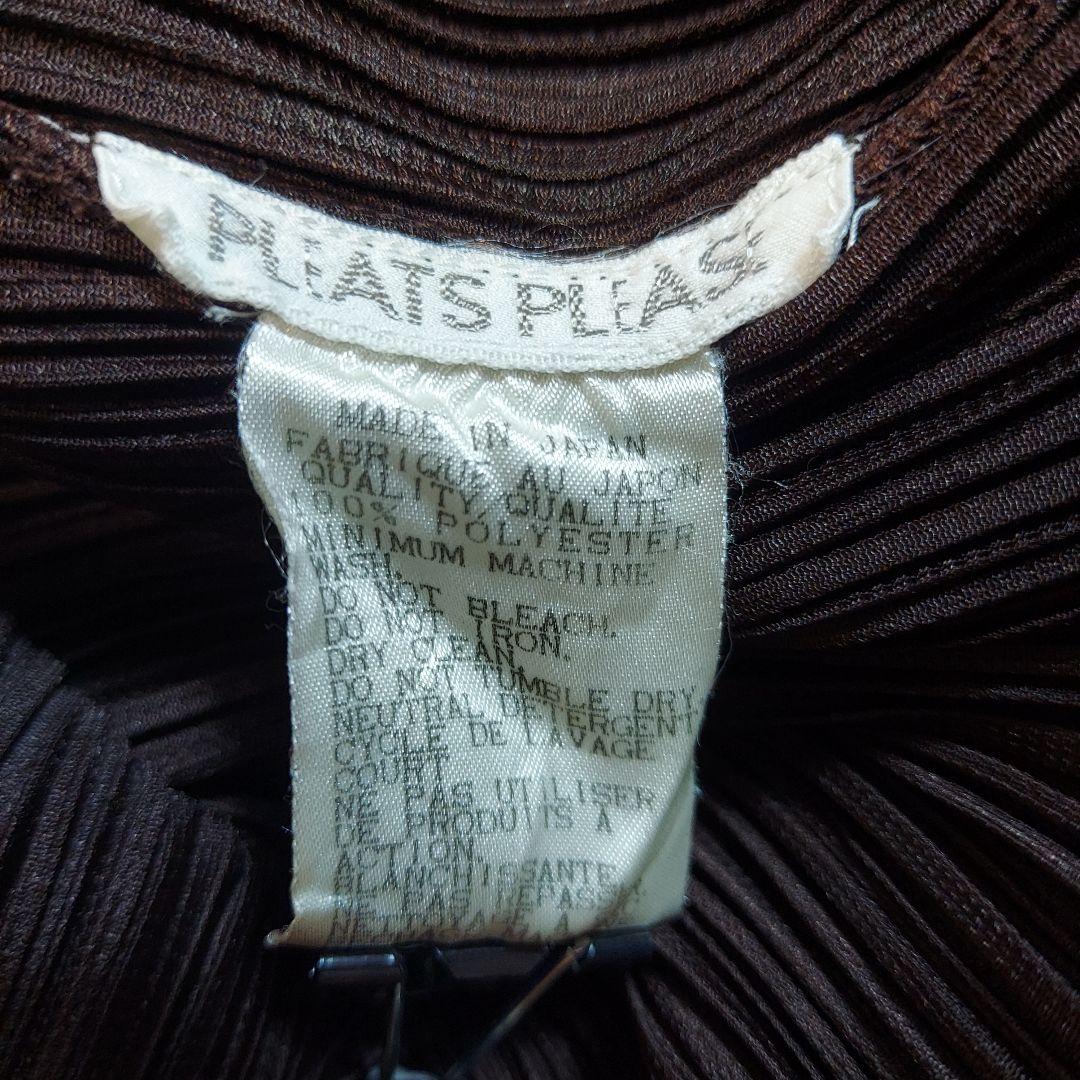 PLEATS PLEASE
MADE IN JAPAN
FABRIQUE AU JAPON
QUALITY, QUALITE
100% POLYESTER
MINIMUM MACHINE
WASH.
DO NOT BLEACH.
DO NOT IRON.
DRY CLEAN.
DO NOT TUMBLE DRY
NEUTRAL DETERGENT
CYCLE DE LAVAGE
COURT
NE PAS UTILISER
DE PRODUIS A
ACTION.
BLANCHISSANTE.
NE PAS REPASSER.
NETTOYAGE A